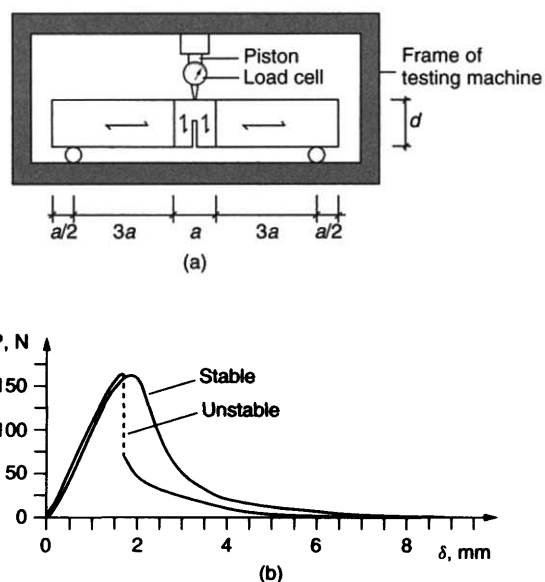 Piston
Load cell
Frame of
testing machine
d
a/2 3a a 3a a/2
(a)
P, N
Stable
150
Unstable
100
50
0
0 2 4 6 8 δ, mm
(b)